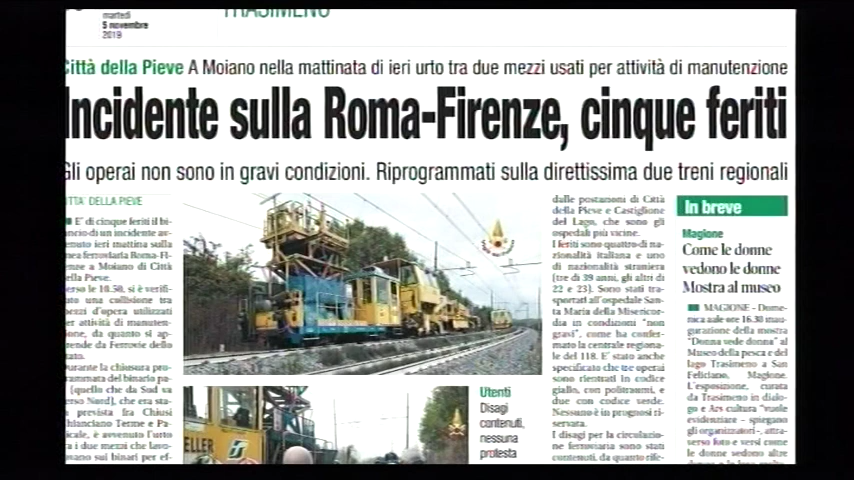 martedì
5 novembre
2019
TRASIMENO
Città della Pieve A Moiano nella mattinata di ieri urto tra due mezzi usati per attività di manutenzione
Incidente sulla Roma-Firenze, cinque feriti
Gli operai non sono in gravi condizioni. Riprogrammati sulla direttissima due treni regionali
CITTA' DELLA PIEVE
E' di cinque feriti il bi-
lancio di un incidente av-
venuto ieri mattina sulla
linea ferroviaria Roma-Fi-
renze a Moiano di Città
della Pieve.
verso le 10.50, si è verifi-
cato una collisione tra
mezzi d'opera utilizzati
per attività di manuten-
zione, da quanto si ap-
prende da Ferrovie dello
Stato.
Durante la chiusura pro-
grammata del binario pa-
ri (quello che da Sud va
verso Nord), che era sta-
ta prevista fra Chiusi
Chianciano Terme e Pa-
nicale, è avvenuto l'urto
tra i due mezzi che lavo-
ravano sui binari per ef-
ELLER
Utenti
Disagi
contenuti,
nessuna
protesta
dalle postazioni di Città
della Pieve e Castiglione
del Lago, che sono gli
ospedali più vicine.
I feriti sono quattro di na-
zionalità italiana e uno
di nazionalità straniera
(tre di 39 anni, gli altri di
22 e 23). Sono stati tra-
sportati all'ospedale San-
ta Maria della Misericor-
dia in condizioni "non
gravi", come ha confer-
mato la centrale regiona-
le del 118. E' stato anche
specificato che tre operai
sono rientrati in codice
giallo, con politraumi, e
due con codice verde.
Nessuno è in prognosi ri-
servata.
I disagi per la circolazio-
ne ferroviaria sono stati
contenuti, da quanto rife-
In breve
Magione
Come le donne
vedono le donne
Mostra al museo
MAGIONE - Dome-
nica alle ore 16.30 inau-
gurazione della mostra
"Donna vede donna" al
Museo della pesca e del
lago Trasimeno a San
Feliciano, Magione.
L'esposizione, curata
da Trasimeno in dialo-
go e Ars cultura "vuole
evidenziare - spiegano
gli organizzatori-, attra-
verso foto e versi come
le donne vedono altre